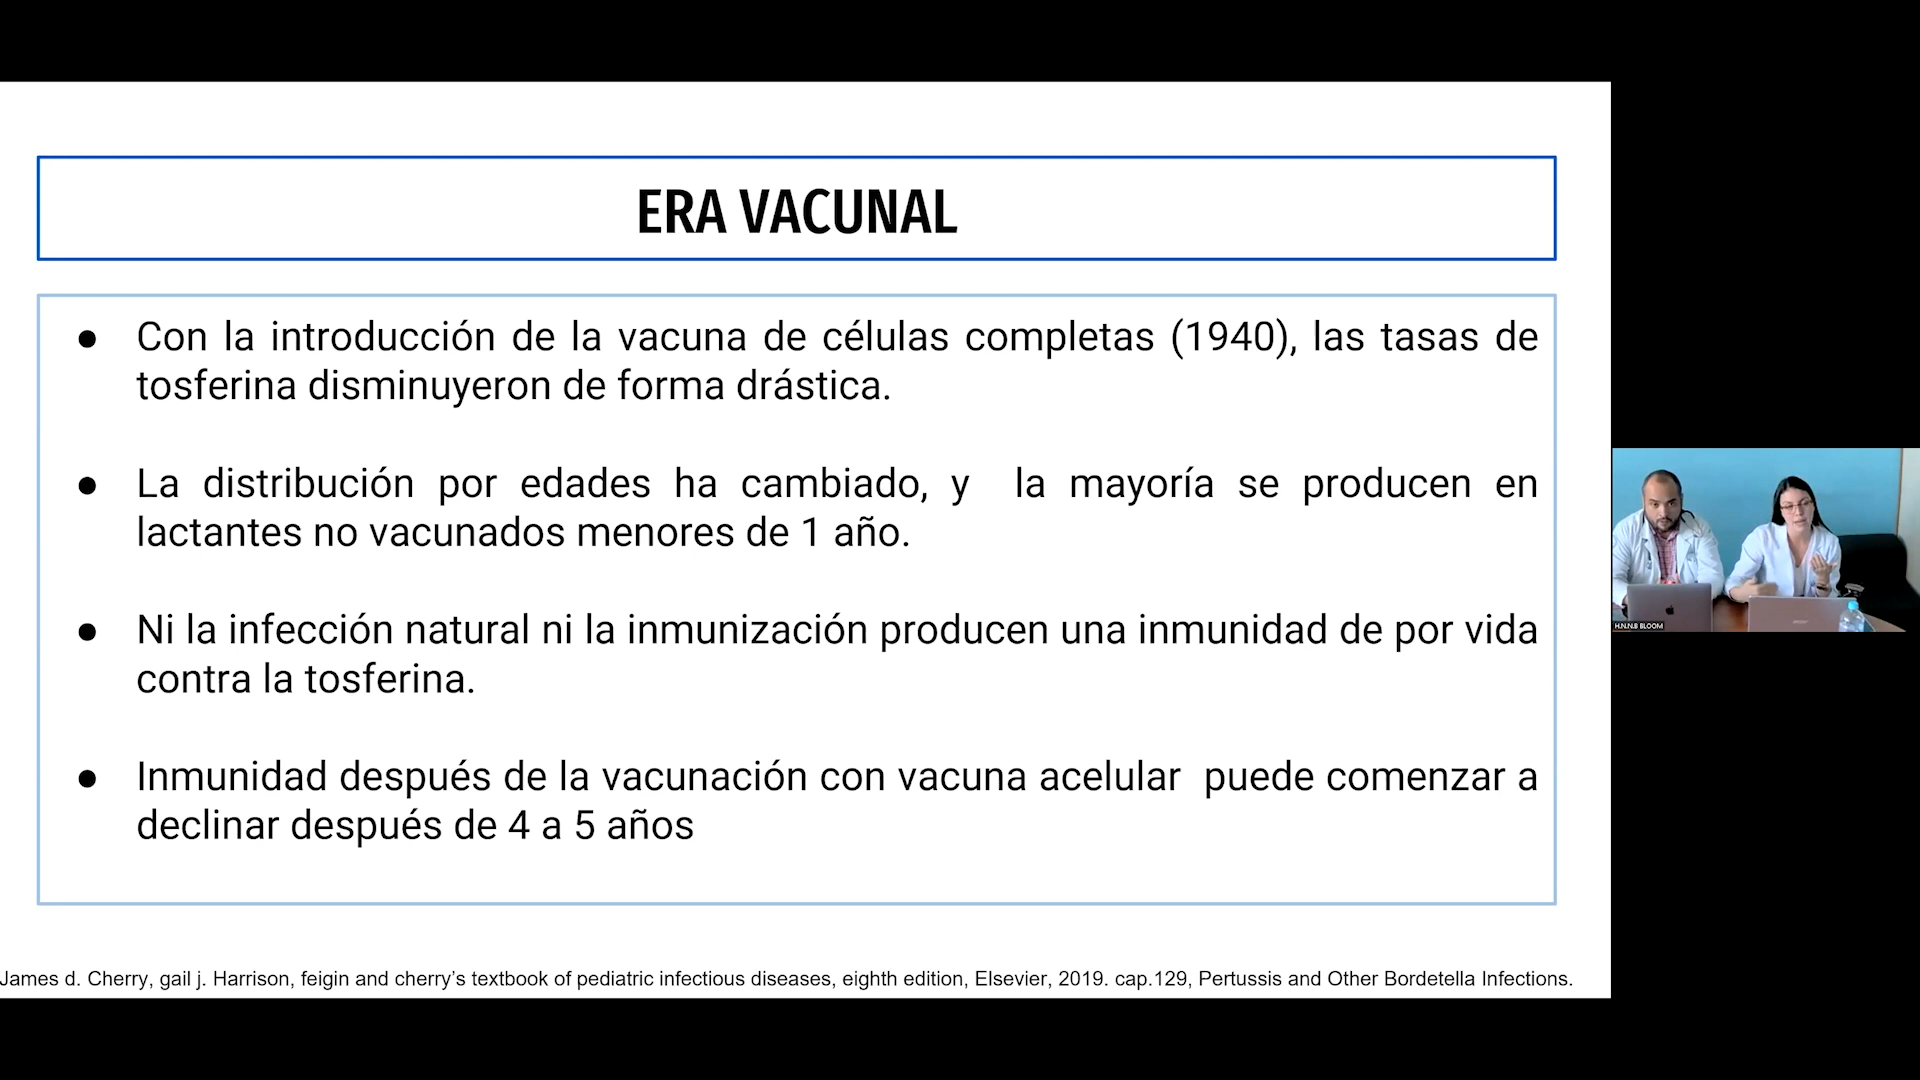 ERA VACUNAL
● Con la introducción de la vacuna de células completas (1940), las tasas de
tosferina disminuyeron de forma drástica.
● La distribución por edades ha cambiado, y la mayoría se producen en
lactantes no vacunados menores de 1 año.
● Ni la infección natural ni la inmunización producen una inmunidad de por vida
contra la tosferina.
● Inmunidad después de la vacunación con vacuna acelular puede comenzar a
declinar después de 4 a 5 años
James d. Cherry, gail j. Harrison, feigin and cherry’s textbook of pediatric infectious diseases, eighth edition, Elsevier, 2019. cap.129, Pertussis and Other Bordetella Infections.
H.N.N.B BLOOM